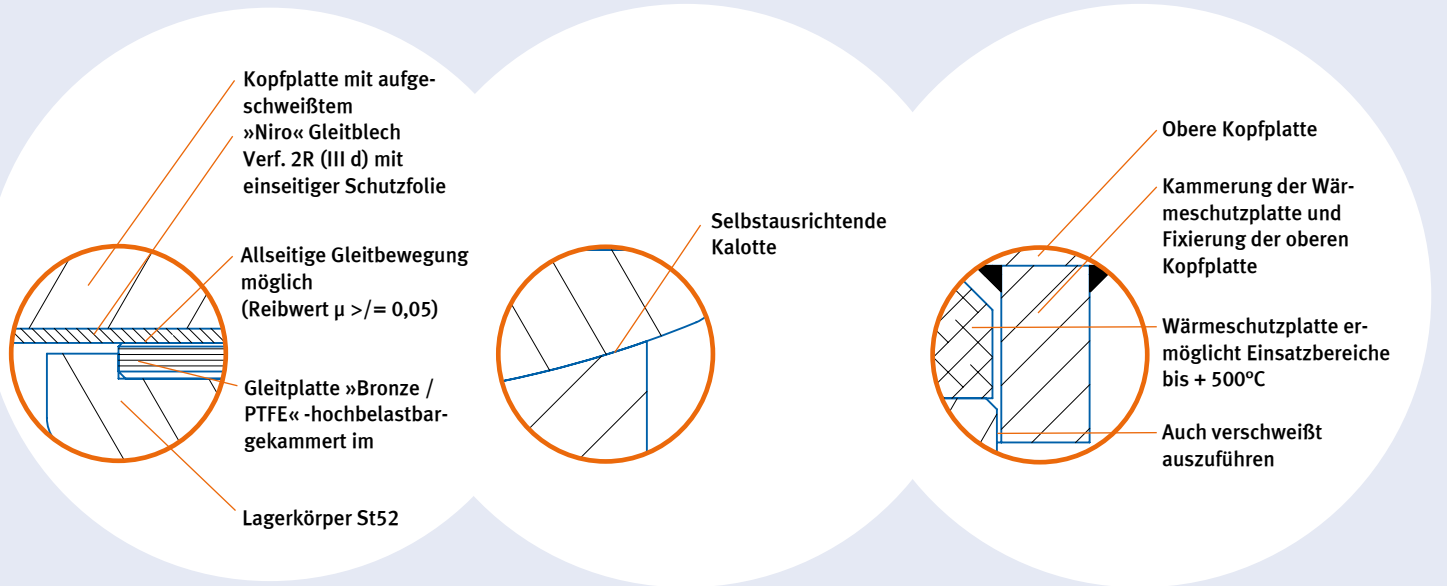 Kopfplatte mit aufge-
schweißtem
»Niro« Gleitblech
Verf. 2R (III d) mit
einseitiger Schutzfolie
Allseitige Gleitbewegung
möglich
(Reibwert µ >/= 0,05)
Gleitplatte »Bronze /
PTFE« -hochbelastbar-
gekammert im
Lagerkörper St52
Selbstausrichtende
Kalotte
Obere Kopfplatte
Kammerung der Wär-
meschutzplatte und
Fixierung der oberen
Kopfplatte
Wärmeschutzplatte er-
möglicht Einsatzbereiche
bis + 500ºC
Auch verschweißt
auszuführen